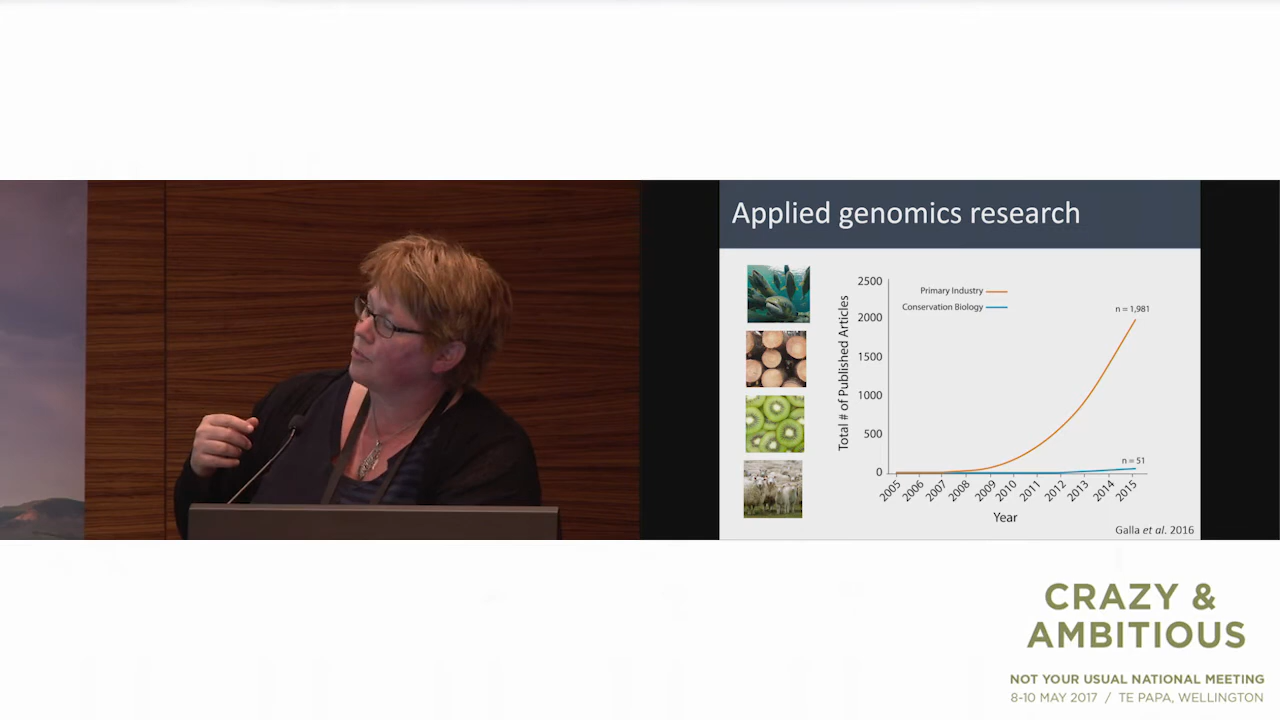 Applied genomics research
2500
2000
1500
1000
500
0
Total # of Published Articles
Primary Industry
Conservation Biology
n = 1,981
n = 51
2005
2006
2007
2008
2009
2010
2011
2012
2013
2014
2015
Year
Galla et al. 2016
CRAZY &
AMBITIOUS
NOT YOUR USUAL NATIONAL MEETING
8-10 MAY 2017 / TE PAPA, WELLINGTON